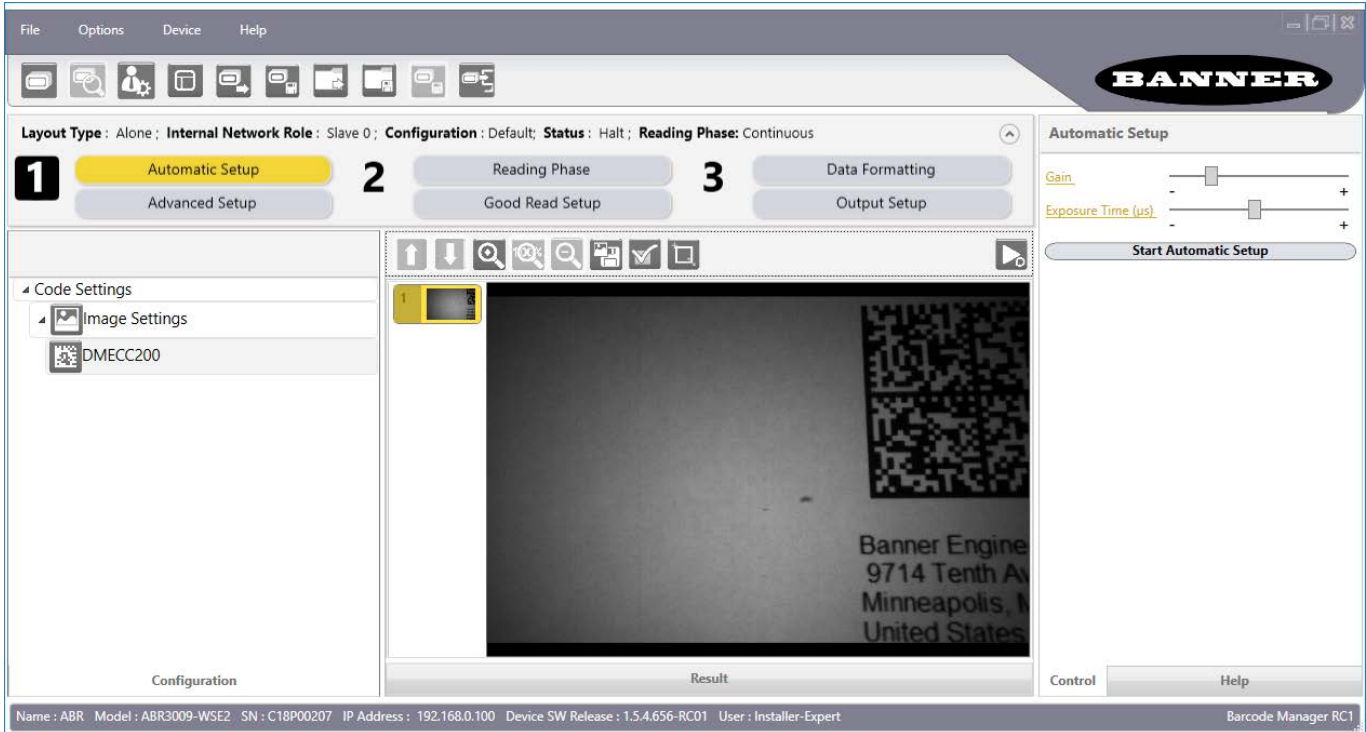 File Options Device Help
BANNER
Layout Type : Alone ; Internal Network Role : Slave 0 ; Configuration : Default; Status : Halt ; Reading Phase: Continuous
1 Automatic Setup 2 Reading Phase 3 Data Formatting
Advanced Setup Good Read Setup Output Setup
Automatic Setup
Gain
- +
Exposure Time (µs)
- +
Start Automatic Setup
Code Settings
Image Settings
DMECC200
1
Banner Engine
9714 Tenth Av
Minneapolis,
United States
Configuration
Result
Control Help
Name : ABR Model : ABR3009-WSE2 SN : C18P00207 IP Address : 192.168.0.100 Device SW Release : 1.5.4.656-RC01 User : Installer-Expert Barcode Manager RC1